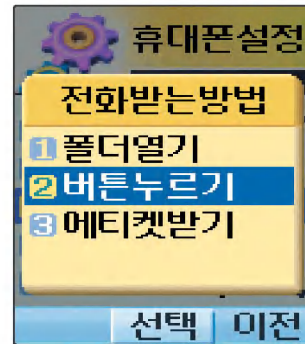 휴대폰설정
전화받는방법
1 폴더열기
2 버튼누르기
3 에티켓받기
선택 이전